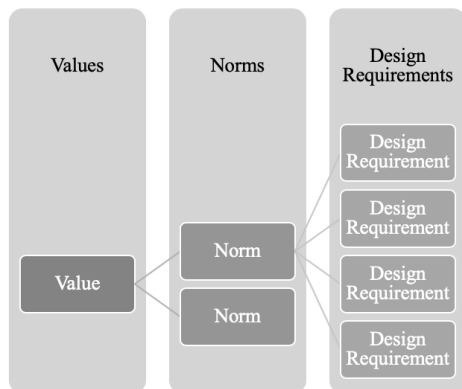 Values
Norms
Design
Requirements
Value
Norm
Norm
Design
Requirement
Design
Requirement
Design
Requirement
Design
Requirement